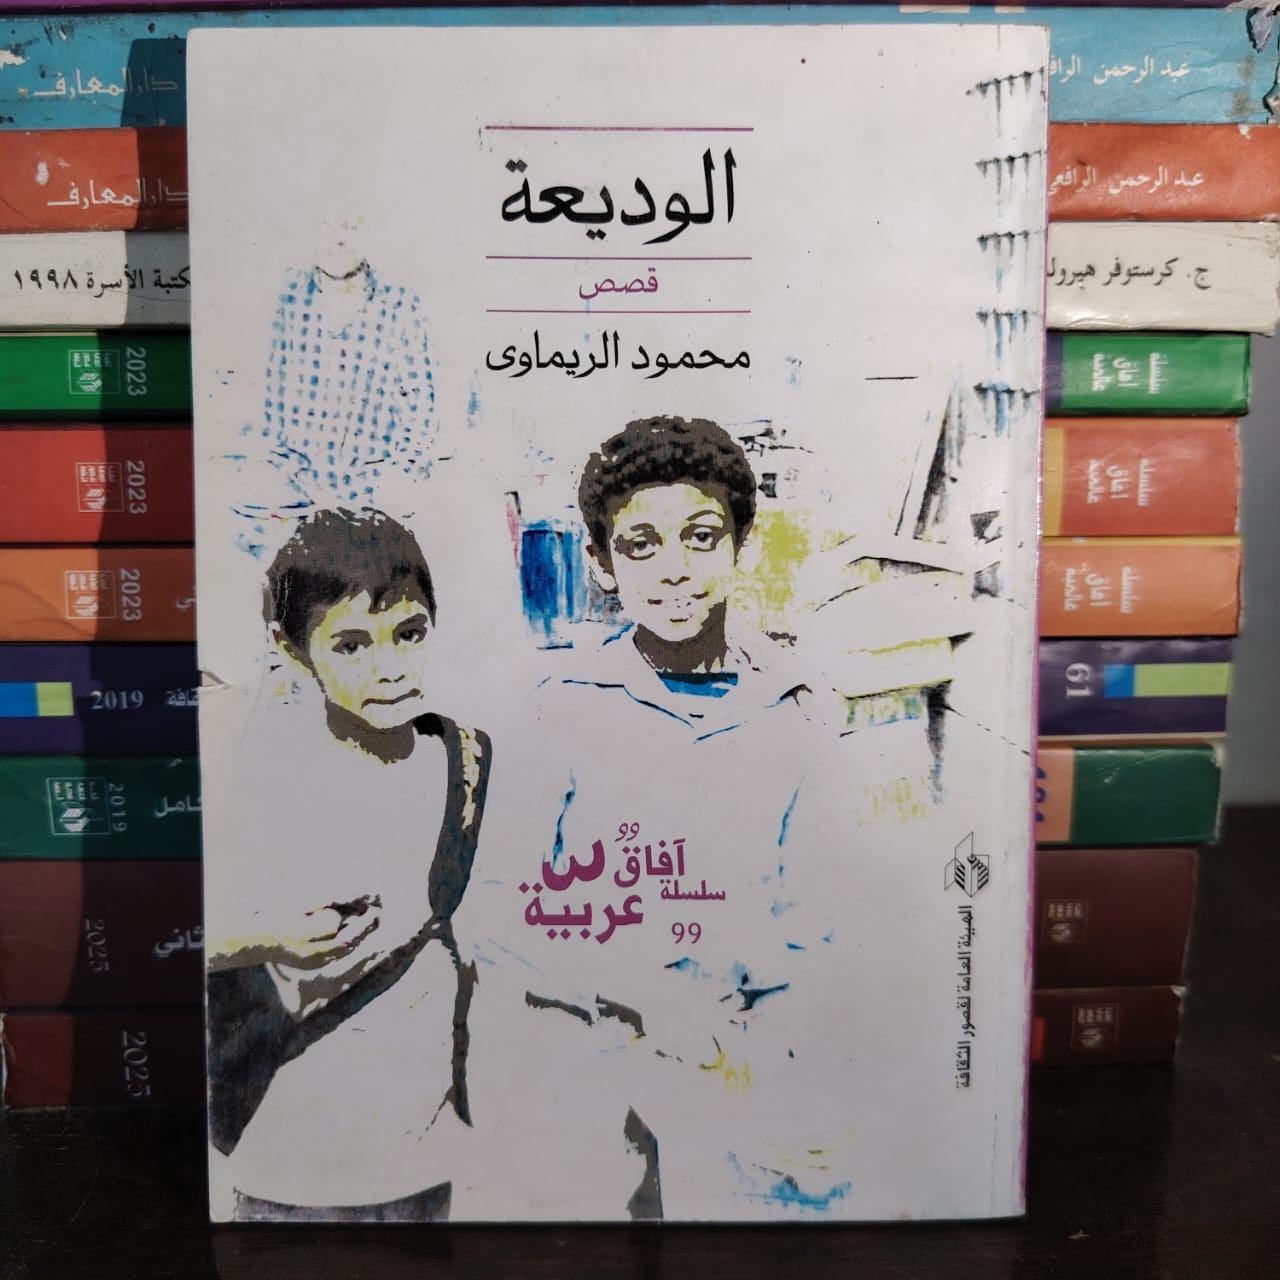 الوديعة
قصص
محمود الريماوى
آفاق
سلسلة
عربية
99
الهيئة العامة لقصور الثقافة
دار المعارف
عبد الرحمن
دار المعارف
عبد الرحمن الرافعي
مكتبة الأسرة ١٩٩٨
ج. كرستوفر هيرولد
2023
سلسلة
آفاق
عالمية
2023
سلسلة
آفاق
عالمية
2023
سلسلة
آفاق
عالمية
2019
61
2019
2025
2025